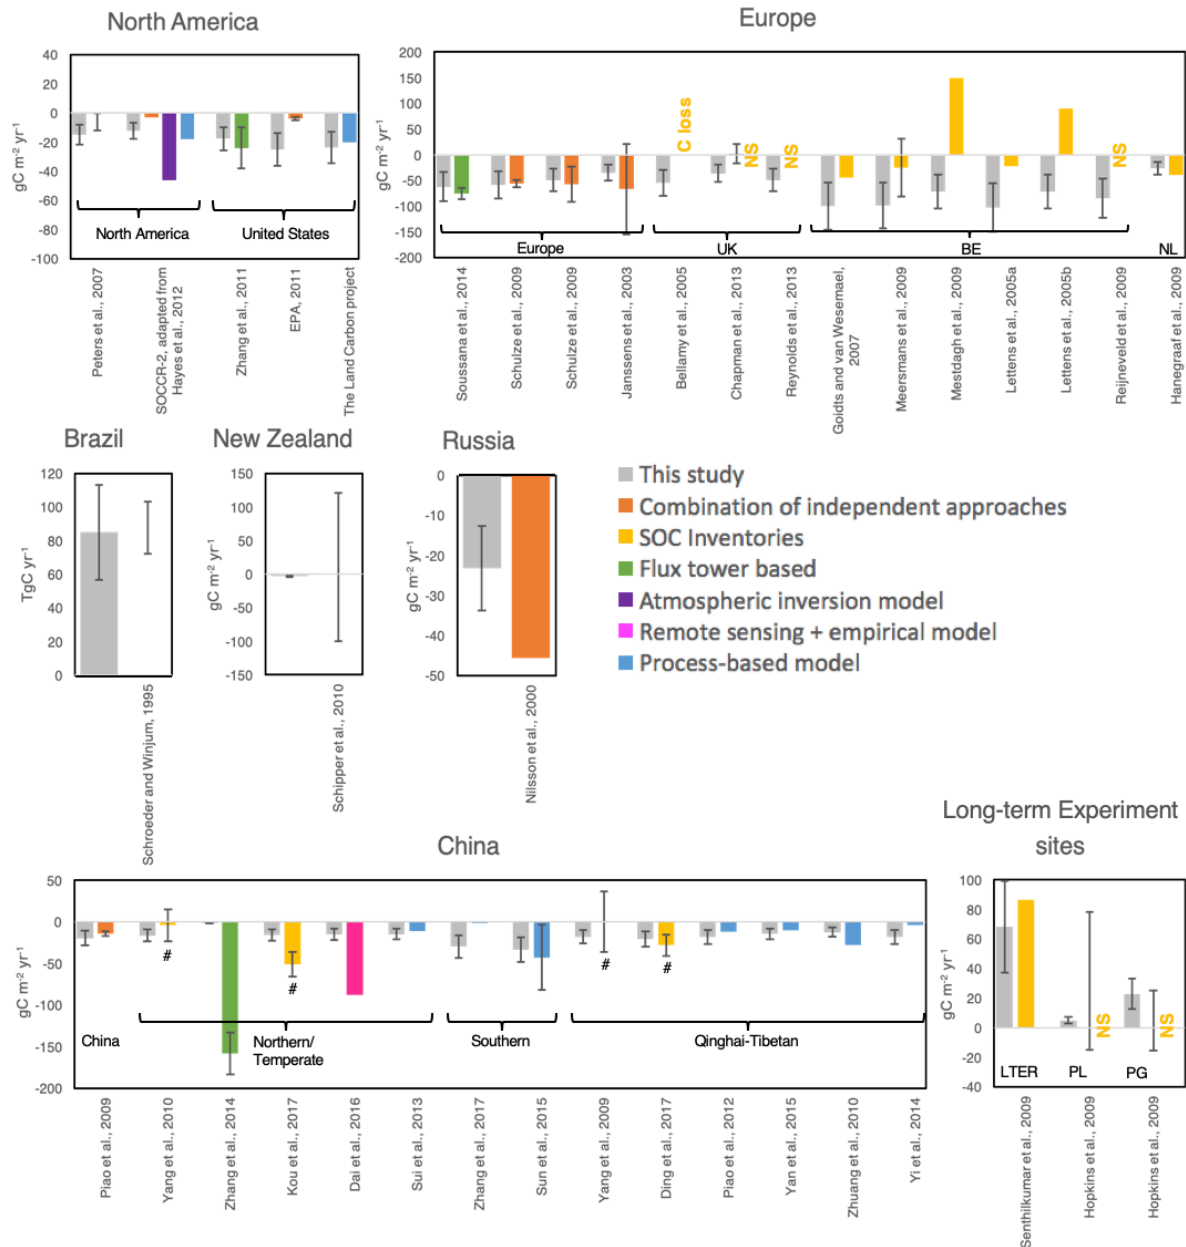 North America
Europe
40
20
0
-20
-40
-60
-80
-100
gC m⁻² yr⁻¹
North America
United States
Peters et al., 2007
SOCCR-2, adapted from
Hayes et al., 2012
Zhang et al., 2011
EPA, 2011
The Land Carbon project
200
150
100
50
0
-50
-100
-150
-200
gC m⁻² yr⁻¹
C loss
NS
NS
NS
Europe
UK
BE
NL
Soussana et al., 2014
Schulze et al., 2009
Schulze et al., 2009
Janssens et al., 2003
Bellamy et al., 2005
Chapman et al., 2013
Reynolds et al., 2013
Goidts and van Wesemael,
2007
Meersmans et al., 2009
Mestdagh et al., 2009
Lettens et al., 2005a
Lettens et al., 2005b
Reijneveld et al., 2009
Hanegraaf et al., 2009
Brazil
120
100
80
60
40
20
0
TgC yr⁻¹
Schroeder and Winjum, 1995
New Zealand
150
100
50
0
-50
-100
-150
gC m⁻² yr⁻¹
Schipper et al., 2010
Russia
0
-10
-20
-30
-40
-50
gC m⁻² yr⁻¹
Nilsson et al., 2000
This study
Combination of independent approaches
SOC Inventories
Flux tower based
Atmospheric inversion model
Remote sensing + empirical model
Process-based model
China
50
0
-50
-100
-150
-200
gC m⁻² yr⁻¹
#
#
#
#
China
Northern/
Temperate
Southern
Qinghai-Tibetan
Piao et al., 2009
Yang et al., 2010
Zhang et al., 2014
Kou et al., 2017
Dai et al., 2016
Sui et al., 2013
Zhang et al., 2017
Sun et al., 2015
Yang et al., 2009
Ding et al., 2017
Piao et al., 2012
Yan et al., 2015
Zhuang et al., 2010
Yi et al., 2014
Long-term Experiment
sites
100
80
60
40
20
0
-20
-40
gC m⁻² yr⁻¹
NS
NS
LTER
PL
PG
Senthilkumar et al., 2009
Hopkins et al., 2009
Hopkins et al., 2009